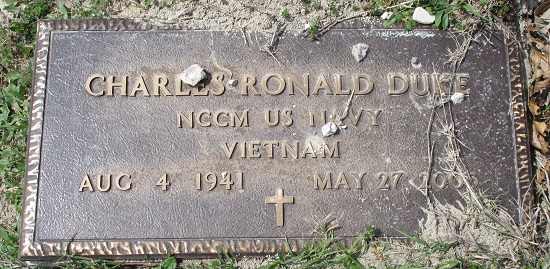 CHARLES RONALD DUKE
NCCM US NAVY
VIETNAM
AUG 4 1941 MAY 27